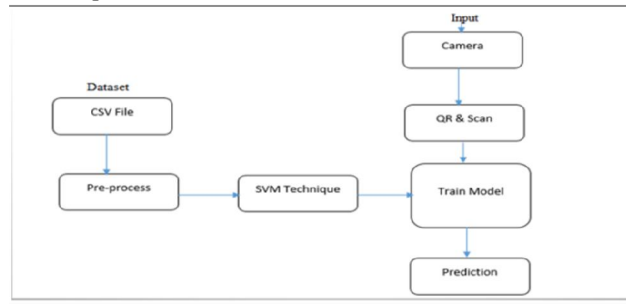 Input
Camera
Dataset
CSV File
QR & Scan
Pre-process
SVM Technique
Train Model
Prediction